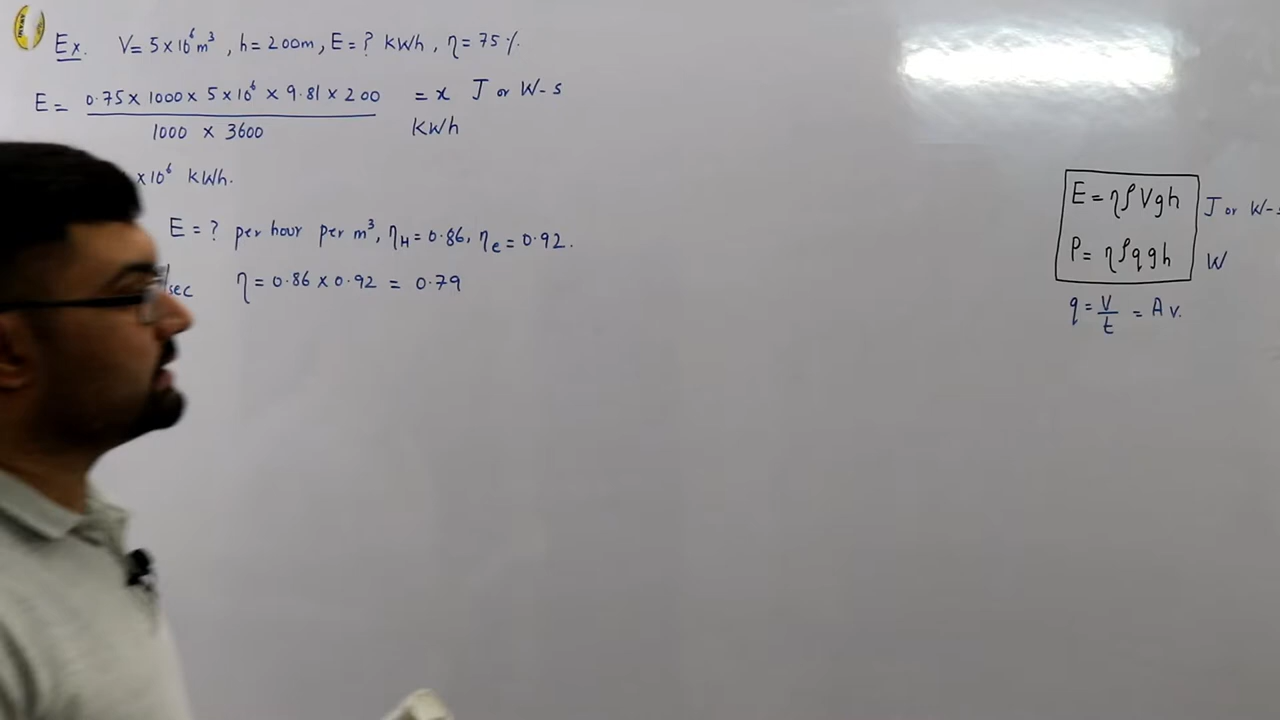 Ex. V= 5×10⁶m³, h=200m, E=? kWh, η=75%.
E= 0.75×1000×5×10⁶×9.81×200 = x J or W-s
1000 × 3600 kWh
×10⁶ kWh.
E=? per hour per m³, ηH=0.86, ηe=0.92.
/sec η=0.86×0.92 = 0.79
E=ηρVgh J or W-s
P=ηρqgh W
q=V/t = Av.